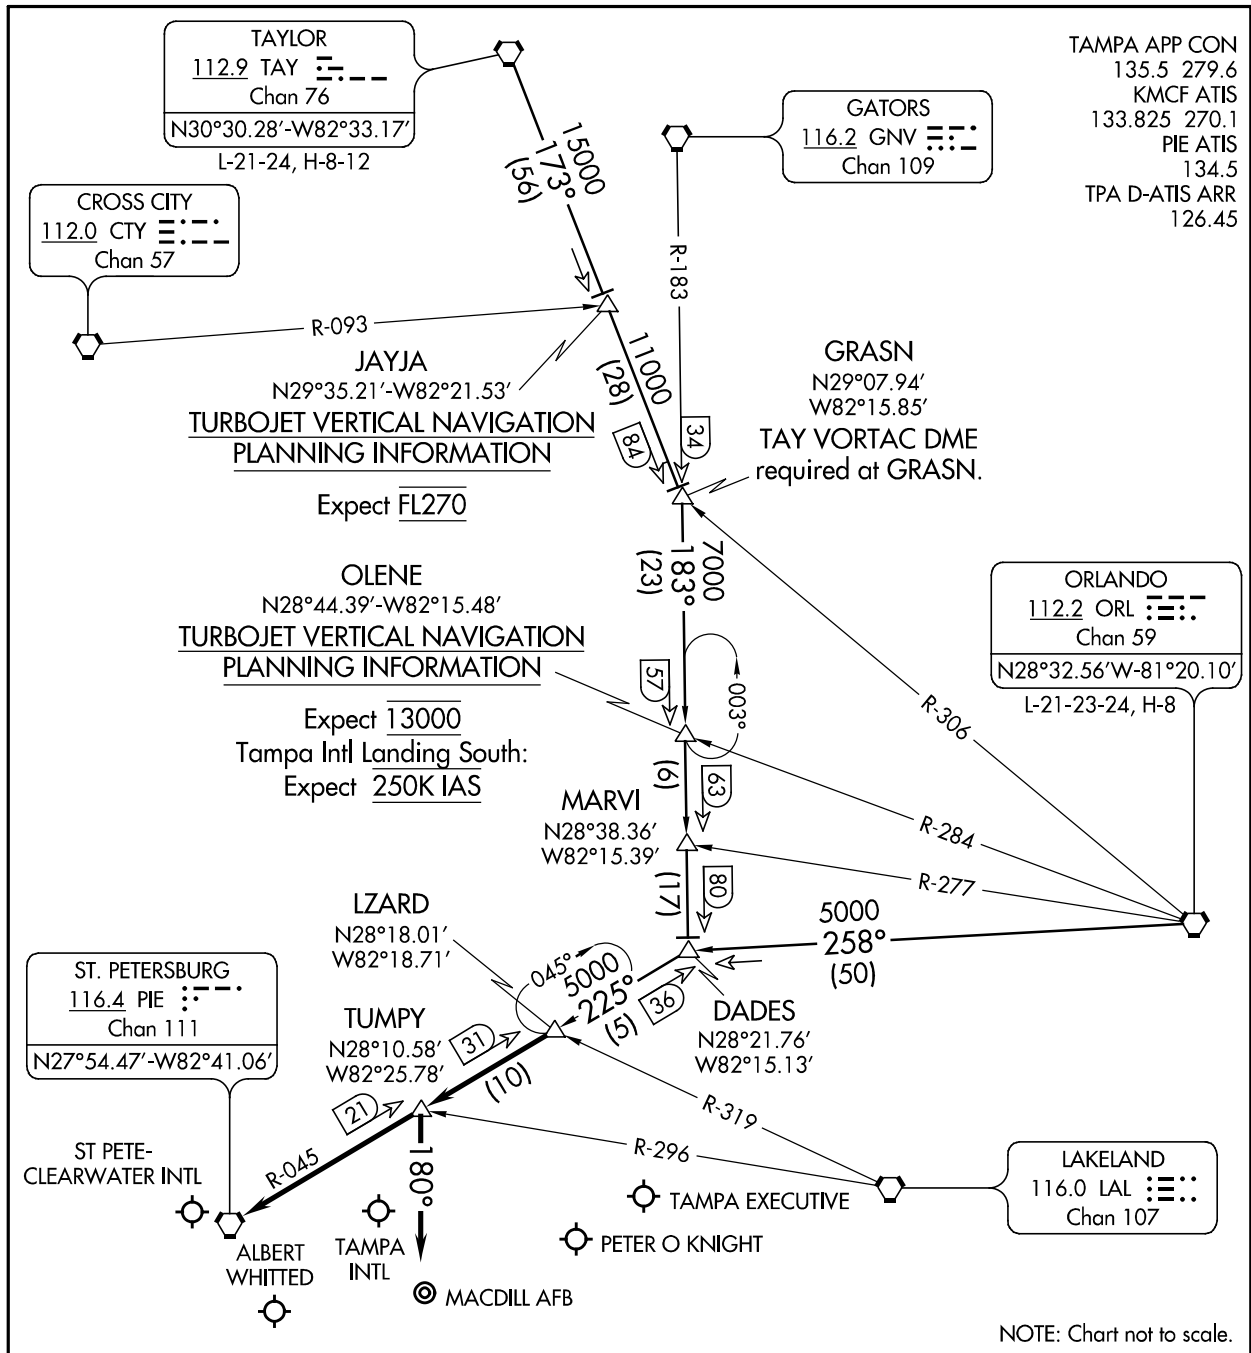 TAYLOR
112.9 TAY
Chan 76
N30°30.28′-W82°33.17′
L-21-24, H-8-12
GATORS
116.2 GNV
Chan 109
TAMPA APP CON
135.5 279.6
KMCF ATIS
133.825 270.1
PIE ATIS
134.5
TPA D-ATIS ARR
126.45
CROSS CITY
112.0 CTY
Chan 57
15000
173°
(56)
R-183
R-093
JAYJA
N29°35.21′-W82°21.53′
TURBOJET VERTICAL NAVIGATION
PLANNING INFORMATION
Expect FL270
11000
(28)
84
34
GRASN
N29°07.94′
W82°15.85′
TAY VORTAC DME
required at GRASN.
7000
183°
(23)
OLENE
N28°44.39′-W82°15.48′
TURBOJET VERTICAL NAVIGATION
PLANNING INFORMATION
Expect 13000
Tampa Intl Landing South:
Expect 250K IAS
57
003°
ORLANDO
112.2 ORL
Chan 59
N28°32.56′W-81°20.10′
L-21-23-24, H-8
R-306
(6)
63
MARVI
N28°38.36′
W82°15.39′
R-284
R-277
(17)
80
5000
258°
(50)
LZARD
N28°18.01′
W82°18.71′
045°
5000
225°
(5)
36
DADES
N28°21.76′
W82°15.13′
ST. PETERSBURG
116.4 PIE
Chan 111
N27°54.47′-W82°41.06′
TUMPY
N28°10.58′
W82°25.78′
31
(10)
21
R-319
R-296
R-045
180°
ST PETE-
CLEARWATER INTL
LAKELAND
116.0 LAL
Chan 107
TAMPA EXECUTIVE
PETER O KNIGHT
ALBERT
WHITTED
TAMPA
INTL
MACDILL AFB
NOTE: Chart not to scale.